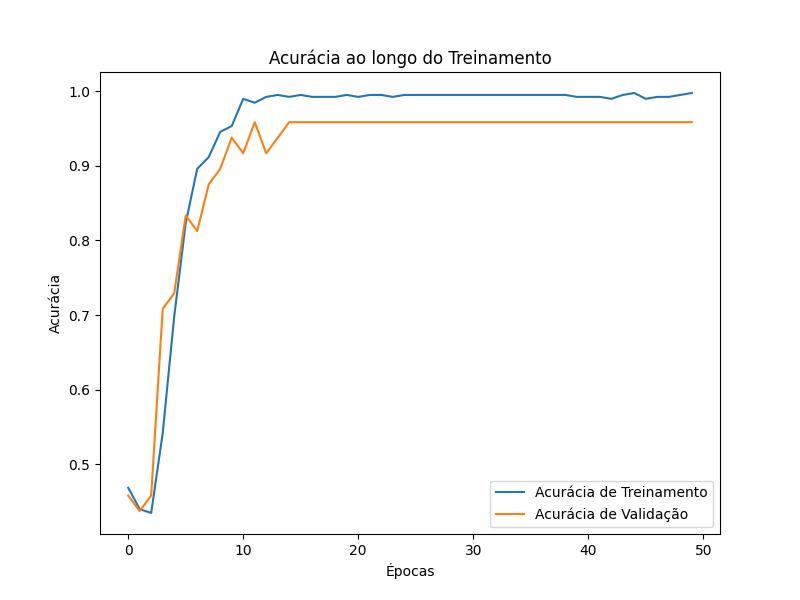 Acurácia ao longo do Treinamento
1.0
0.9
0.8
0.7
0.6
0.5
Acurácia
0 10 20 30 40 50
Épocas
Acurácia de Treinamento
Acurácia de Validação